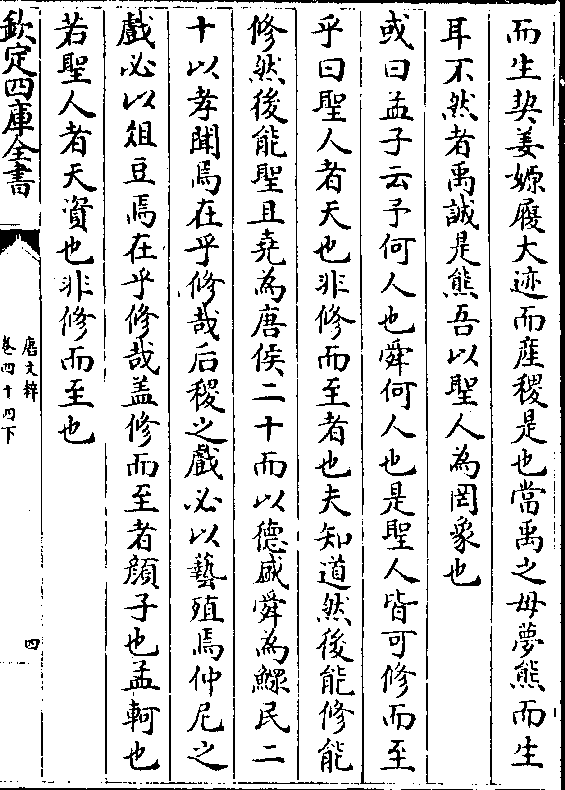 而生契姜嫄履大迹而產稷是也當禹之母夢熊而生
耳不然者禹誠是熊吾以聖人為罔象也
或曰孟子云予何人也舜何人也是聖人皆可修而至
乎曰聖人者天也非修而至者也夫知道然後能修能
修然後能聖且堯為唐侯二十而以德盛舜為鰥民二
十以孝聞焉在乎修哉后稷之戲必以藝殖焉仲尼之
戲必以俎豆焉在乎修哉盖修而至者顔子也孟軻也
若聖人者天資也非修而至也
欽定四庫全書
唐文粹
卷四十四下
四